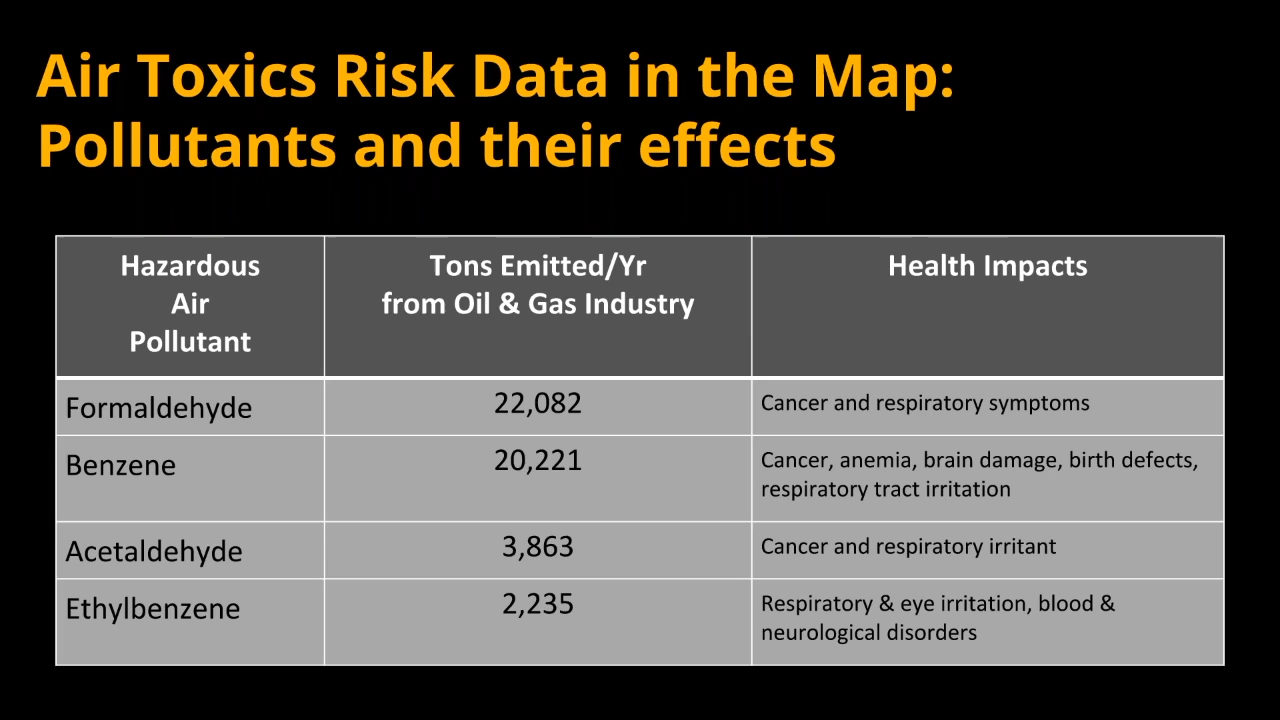 Air Toxics Risk Data in the Map:
Pollutants and their effects
Hazardous
Air
Pollutant
Tons Emitted/Yr
from Oil & Gas Industry
Health Impacts
Formaldehyde
22,082
Cancer and respiratory symptoms
Benzene
20,221
Cancer, anemia, brain damage, birth defects,
respiratory tract irritation
Acetaldehyde
3,863
Cancer and respiratory irritant
Ethylbenzene
2,235
Respiratory & eye irritation, blood &
neurological disorders